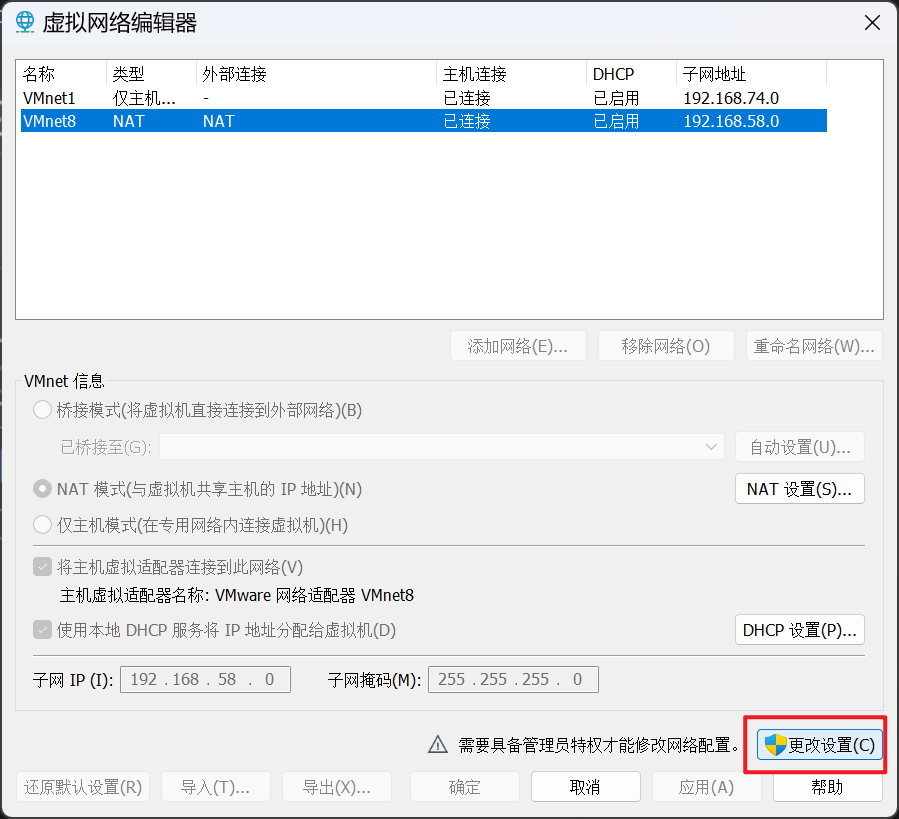 虚拟网络编辑器
名称 类型 外部连接 主机连接 DHCP 子网地址
VMnet1 仅主机... - 已连接 已启用 192.168.74.0
VMnet8 NAT NAT 已连接 已启用 192.168.58.0
添加网络(E)... 移除网络(O) 重命名网络(W)...
VMnet 信息
桥接模式(将虚拟机直接连接到外部网络)(B)
已桥接至(G): 自动设置(U)...
NAT 模式(与虚拟机共享主机的 IP 地址)(N) NAT 设置(S)...
仅主机模式(在专用网络内连接虚拟机)(H)
将主机虚拟适配器连接到此网络(V)
主机虚拟适配器名称: VMware 网络适配器 VMnet8
使用本地 DHCP 服务将 IP 地址分配给虚拟机(D) DHCP 设置(P)...
子网 IP (I): 192 . 168 . 58 . 0 子网掩码(M): 255 . 255 . 255 . 0
需要具备管理员特权才能修改网络配置。 更改设置(C)
还原默认设置(R) 导入(T)... 导出(X)... 确定 取消 应用(A) 帮助